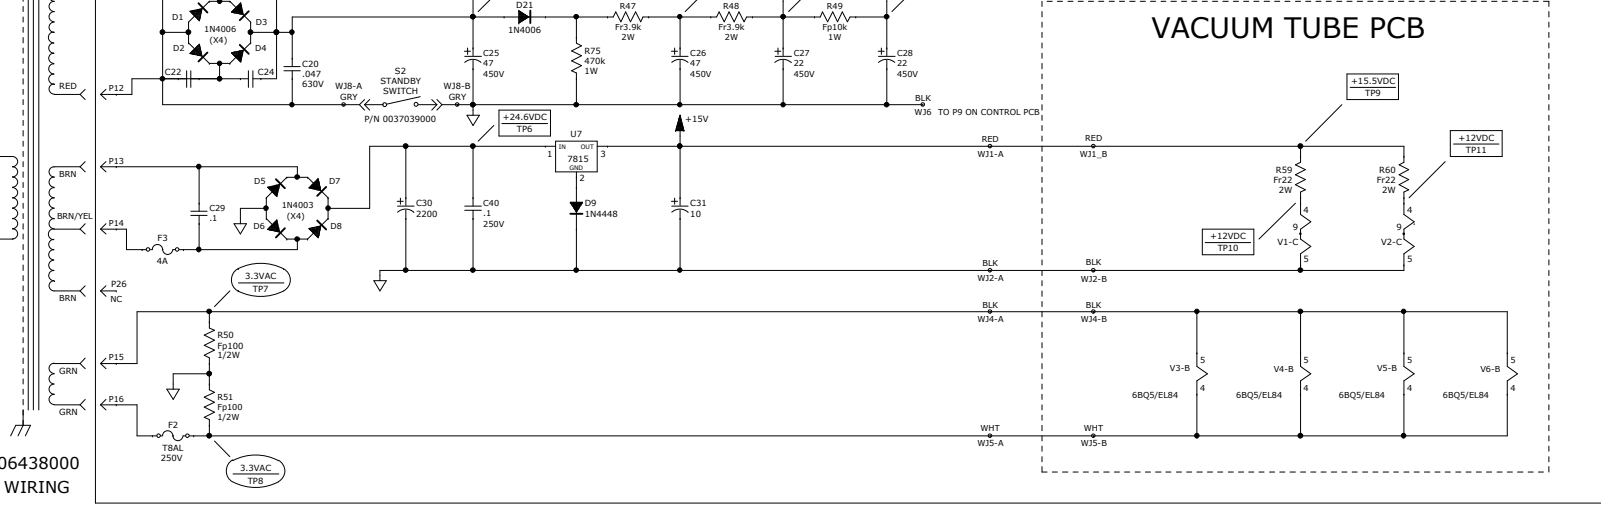 VACUUM TUBE PCB
D1
D3
1N4006
(X4)
D2
D4
C22
C24
RED
P12
C20
.047
630V
S2
STANDBY
SWITCH
WJ8-A
GRY
WJ8-B
GRY
P/N 0037039000
C25
47
450V
D21
1N4006
R75
470k
1W
R47
Fr3.9k
2W
C26
47
450V
R48
Fr3.9k
2W
C27
22
450V
R49
Fp10k
1W
C28
22
450V
BLK
WJ6 TO P9 ON CONTROL PCB
+24.6VDC
TP6
+15V
U7
IN OUT
7815
GND
1
3
2
D9
1N4448
RED
WJ1-A
RED
WJ1_B
+15.5VDC
TP9
+12VDC
TP11
R59
Fr22
2W
R60
Fr22
2W
+12VDC
TP10
4
9
V1-C
5
4
9
V2-C
5
P13
BRN
BRN/YEL
P14
F3
4A
C29
.1
D5
D7
1N4003
(X4)
D6
D8
C30
2200
C40
.1
250V
C31
10
BLK
WJ2-A
BLK
WJ2-B
P26
NC
BRN
3.3VAC
TP7
BLK
WJ4-A
BLK
WJ4-B
R50
Fp100
1/2W
R51
Fp100
1/2W
P15
GRN
P16
GRN
F2
T8AL
250V
3.3VAC
TP8
WHT
WJ5-A
WHT
WJ5-B
5
V3-B
4
6BQ5/EL84
5
V4-B
4
6BQ5/EL84
5
V5-B
4
6BQ5/EL84
5
V6-B
4
6BQ5/EL84
06438000
WIRING